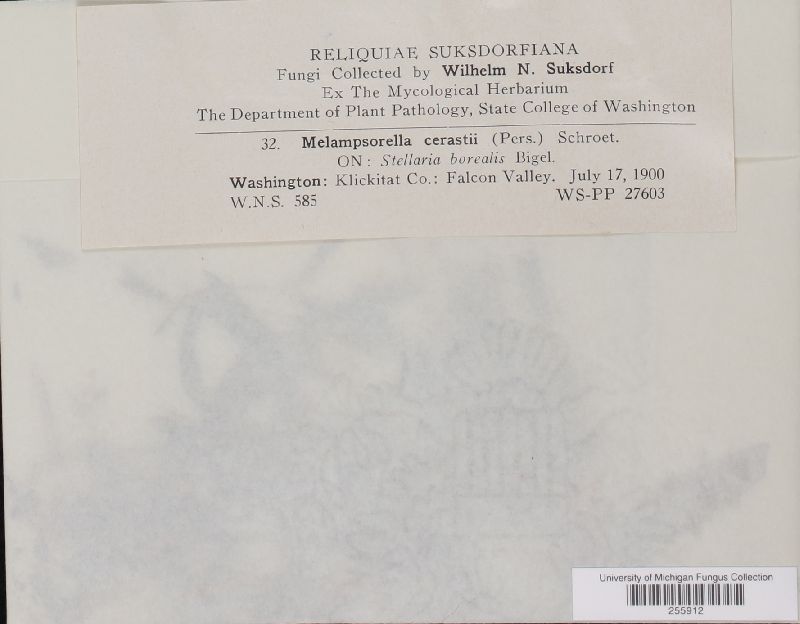 RELIQUIAE SUKSDORFIANA
Fungi Collected by Wilhelm N. Suksdorf
Ex The Mycological Herbarium
The Department of Plant Pathology, State College of Washington
32. Melampsorella cerastii (Pers.) Schroet.
ON: Stellaria borealis Bigel.
Washington: Klickitat Co.: Falcon Valley. July 17, 1900
W.N.S. 585 WS-PP 27603
University of Michigan Fungus Collection
255912